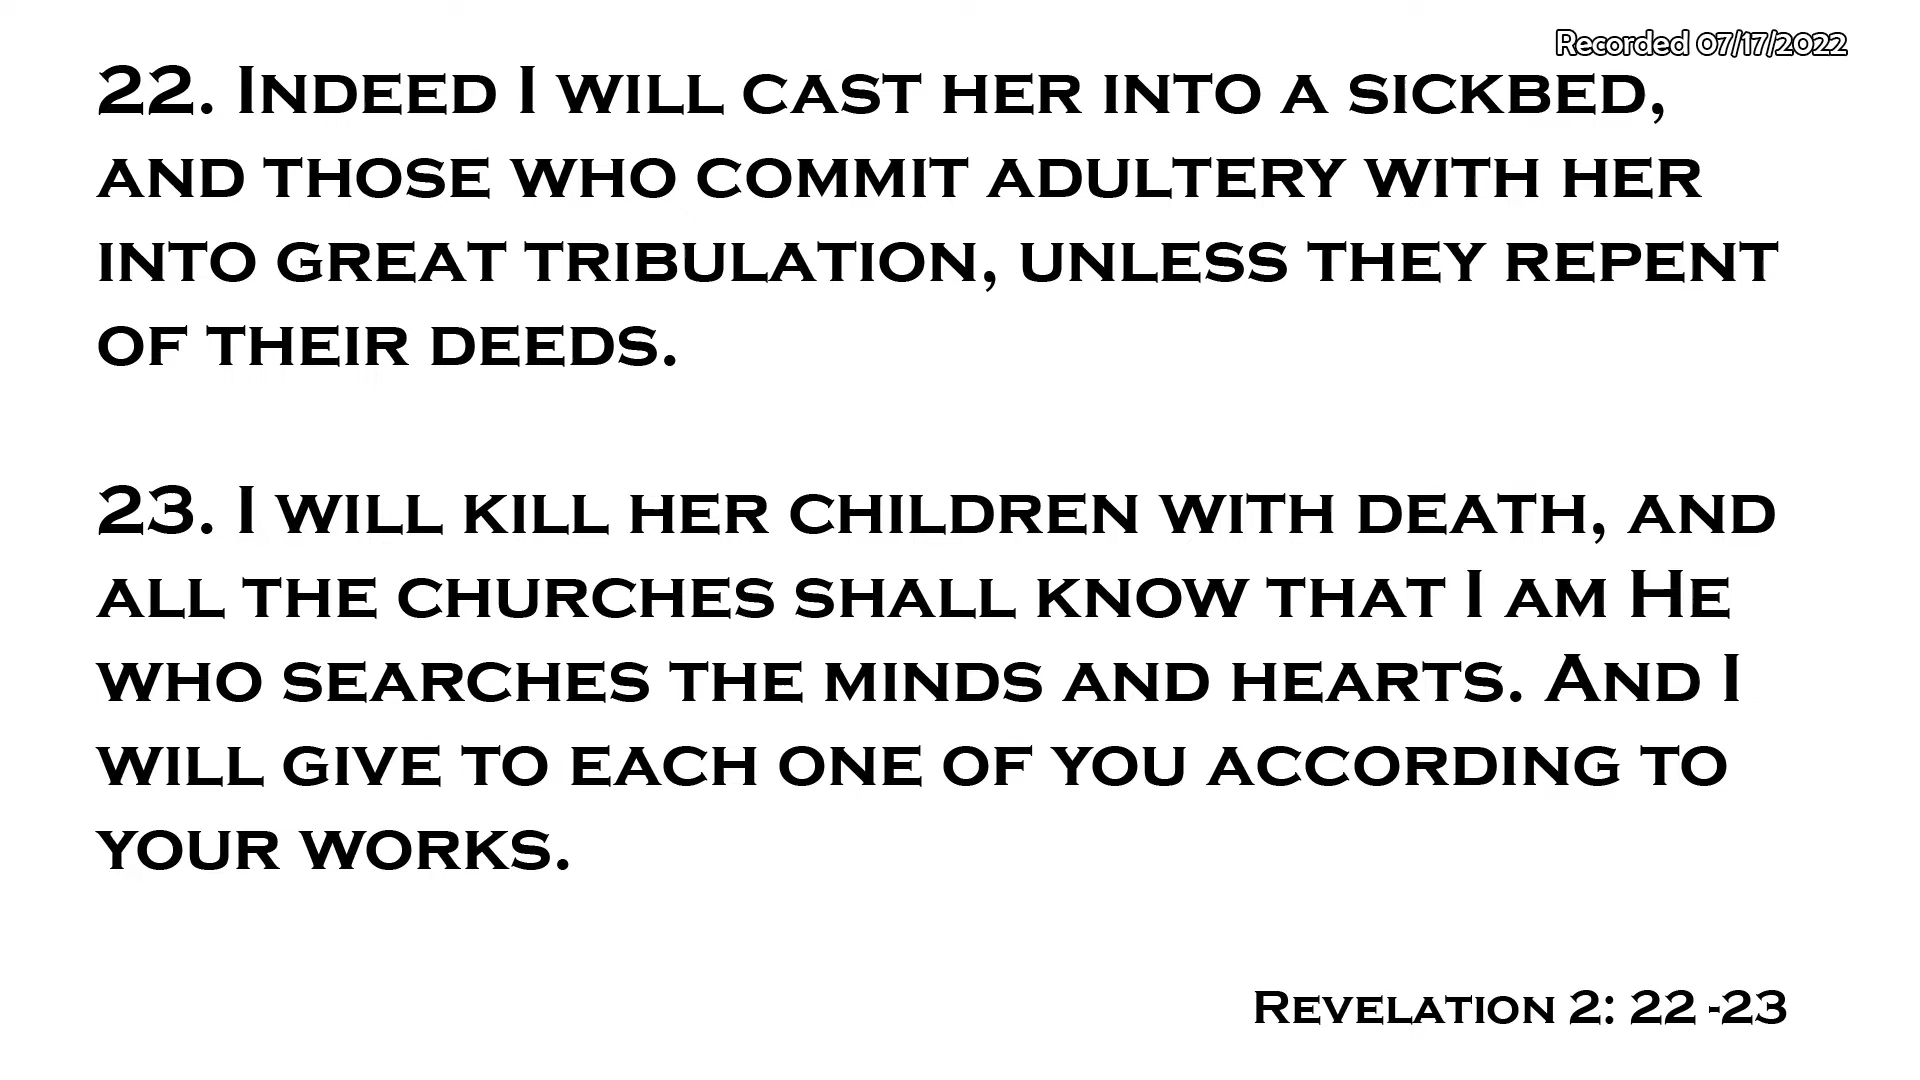 Recorded 07/17/2022
22. Indeed I will cast her into a sickbed,
and those who commit adultery with her
into great tribulation, unless they repent
of their deeds.
23. I will kill her children with death, and
all the churches shall know that I am He
who searches the minds and hearts. And I
will give to each one of you according to
your works.
Revelation 2: 22 -23